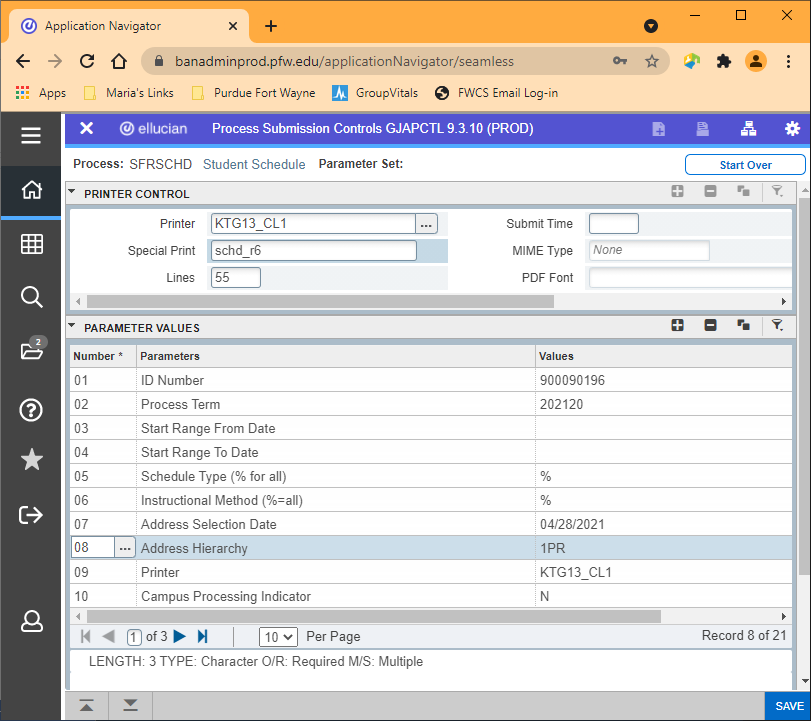 Application Navigator
banadminprod.pfw.edu/applicationNavigator/seamless
Apps Maria's Links Purdue Fort Wayne GroupVitals FWCS Email Log-in
ellucian Process Submission Controls GJAPCTL 9.3.10 (PROD)
Process: SFRSCHD Student Schedule Parameter Set: Start Over
PRINTER CONTROL
Printer KTG13_CL1 ... Submit Time
Special Print schd_r6 MIME Type None
Lines 55 PDF Font
2
PARAMETER VALUES
Number * Parameters Values
01 ID Number 900090196
02 Process Term 202120
03 Start Range From Date
04 Start Range To Date
05 Schedule Type (% for all) %
06 Instructional Method (%=all) %
07 Address Selection Date 04/28/2021
08 ... Address Hierarchy 1PR
09 Printer KTG13_CL1
10 Campus Processing Indicator N
1 of 3 10 Per Page Record 8 of 21
LENGTH: 3 TYPE: Character O/R: Required M/S: Multiple
SAVE